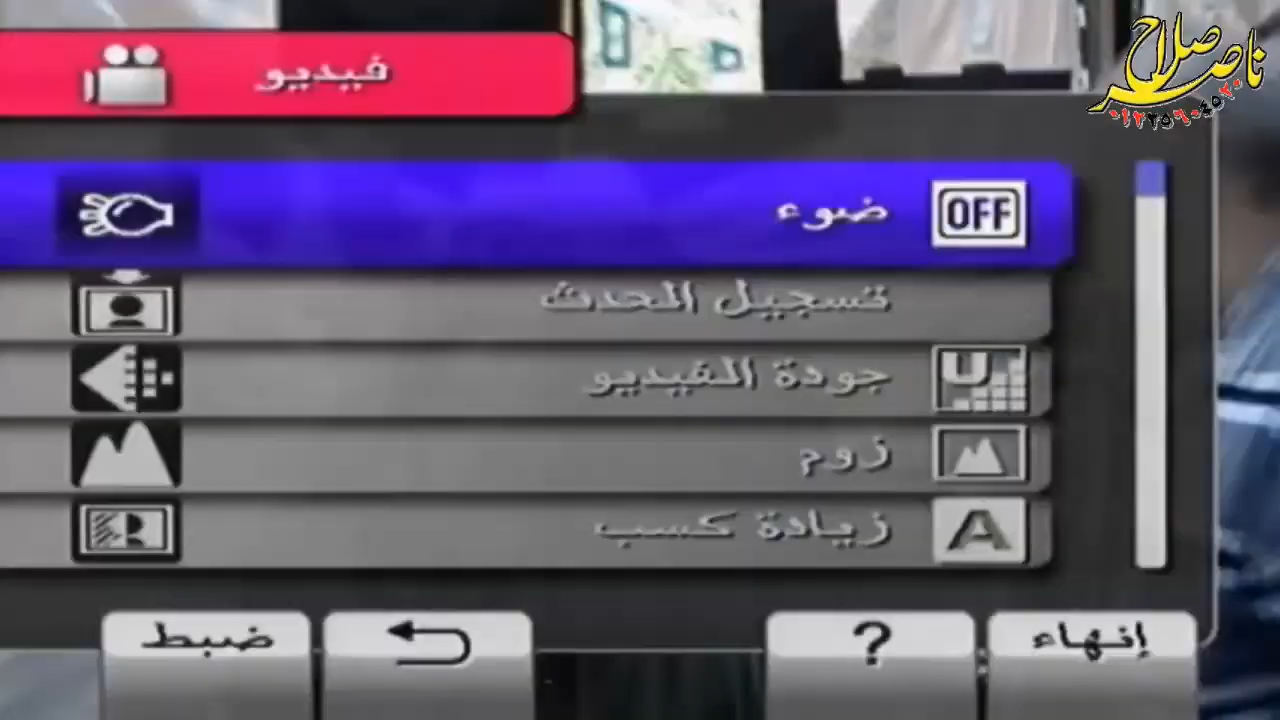 ناصر صلاح
فيديو
ضوء OFF
تسجيل الحدث
جودة الفيديو U
زوم
زيادة كسب A
ضبط ? إنهاء